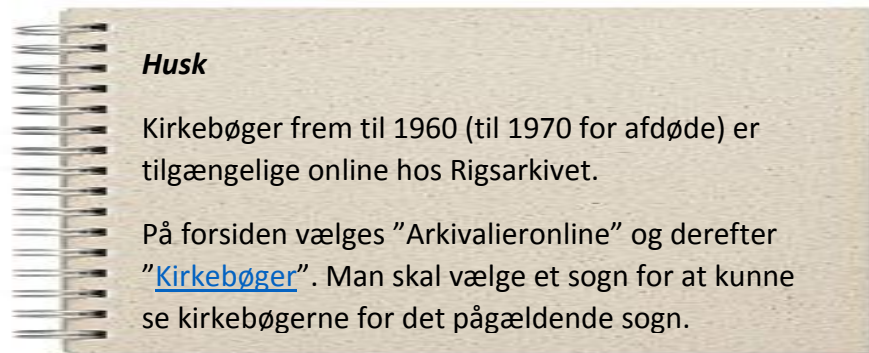 Husk
Kirkebøger frem til 1960 (til 1970 for afdøde) er
tilgængelige online hos Rigsarkivet.
På forsiden vælges ”Arkivalieronline” og derefter
”Kirkebøger”. Man skal vælge et sogn for at kunne
se kirkebøgerne for det pågældende sogn.